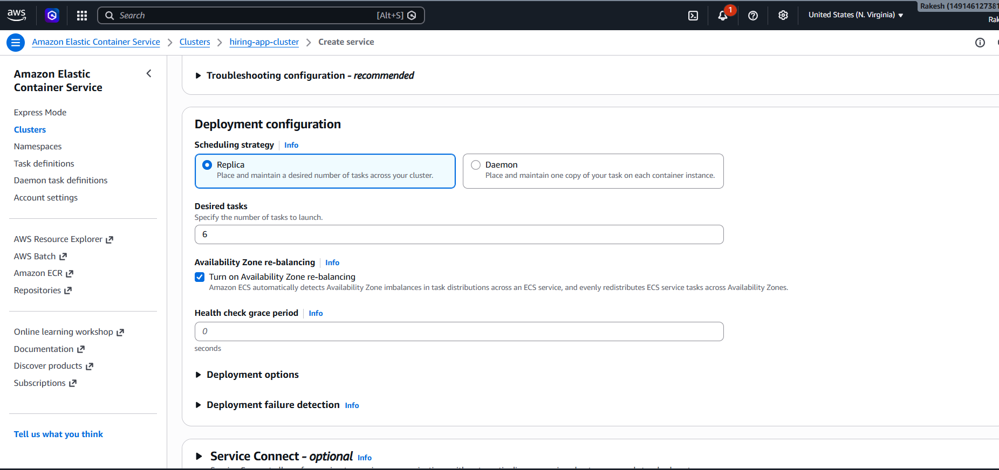 aws
Search [Alt+S]
1
United States (N. Virginia)
Rakesh (149146127381
Amazon Elastic Container Service
Clusters
hiring-app-cluster
Create service
Amazon Elastic
Container Service
Express Mode
Clusters
Namespaces
Task definitions
Daemon task definitions
Account settings
AWS Resource Explorer
AWS Batch
Amazon ECR
Repositories
Online learning workshop
Documentation
Discover products
Subscriptions
Tell us what you think
Troubleshooting configuration - recommended
Deployment configuration
Scheduling strategy Info
Replica
Place and maintain a desired number of tasks across your cluster.
Daemon
Place and maintain one copy of your task on each container instance.
Desired tasks
Specify the number of tasks to launch.
6
Availability Zone re-balancing Info
Turn on Availability Zone re-balancing
Amazon ECS automatically detects Availability Zone imbalances in task distributions across an ECS service, and evenly redistributes ECS service tasks across Availability Zones.
Health check grace period Info
0
seconds
Deployment options
Deployment failure detection Info
Service Connect - optional Info